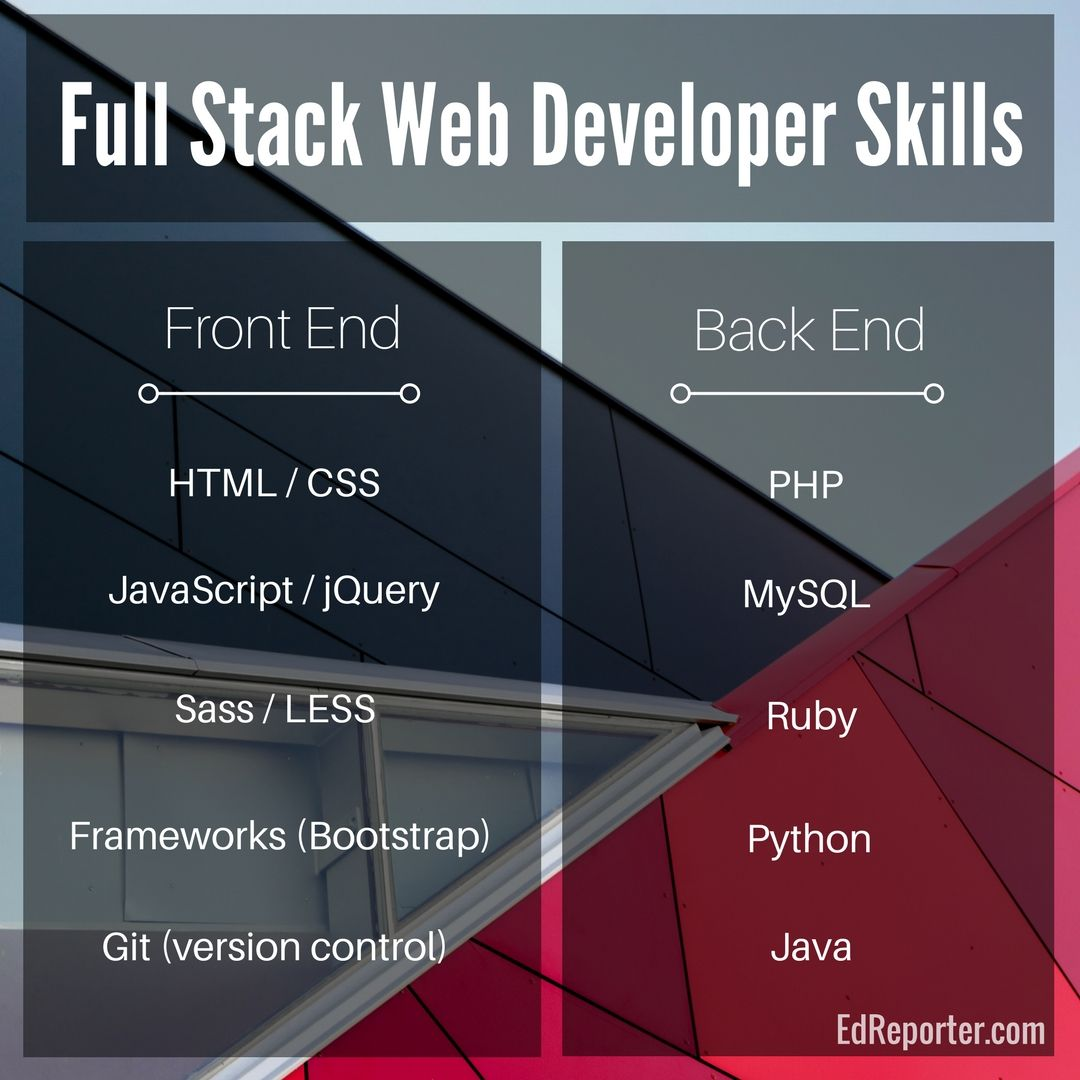 Full Stack Web Developer Skills
Front End
HTML / CSS
JavaScript / jQuery
Sass / LESS
Frameworks (Bootstrap)
Git (version control)
Back End
PHP
MySQL
Ruby
Python
Java
EdReporter.com